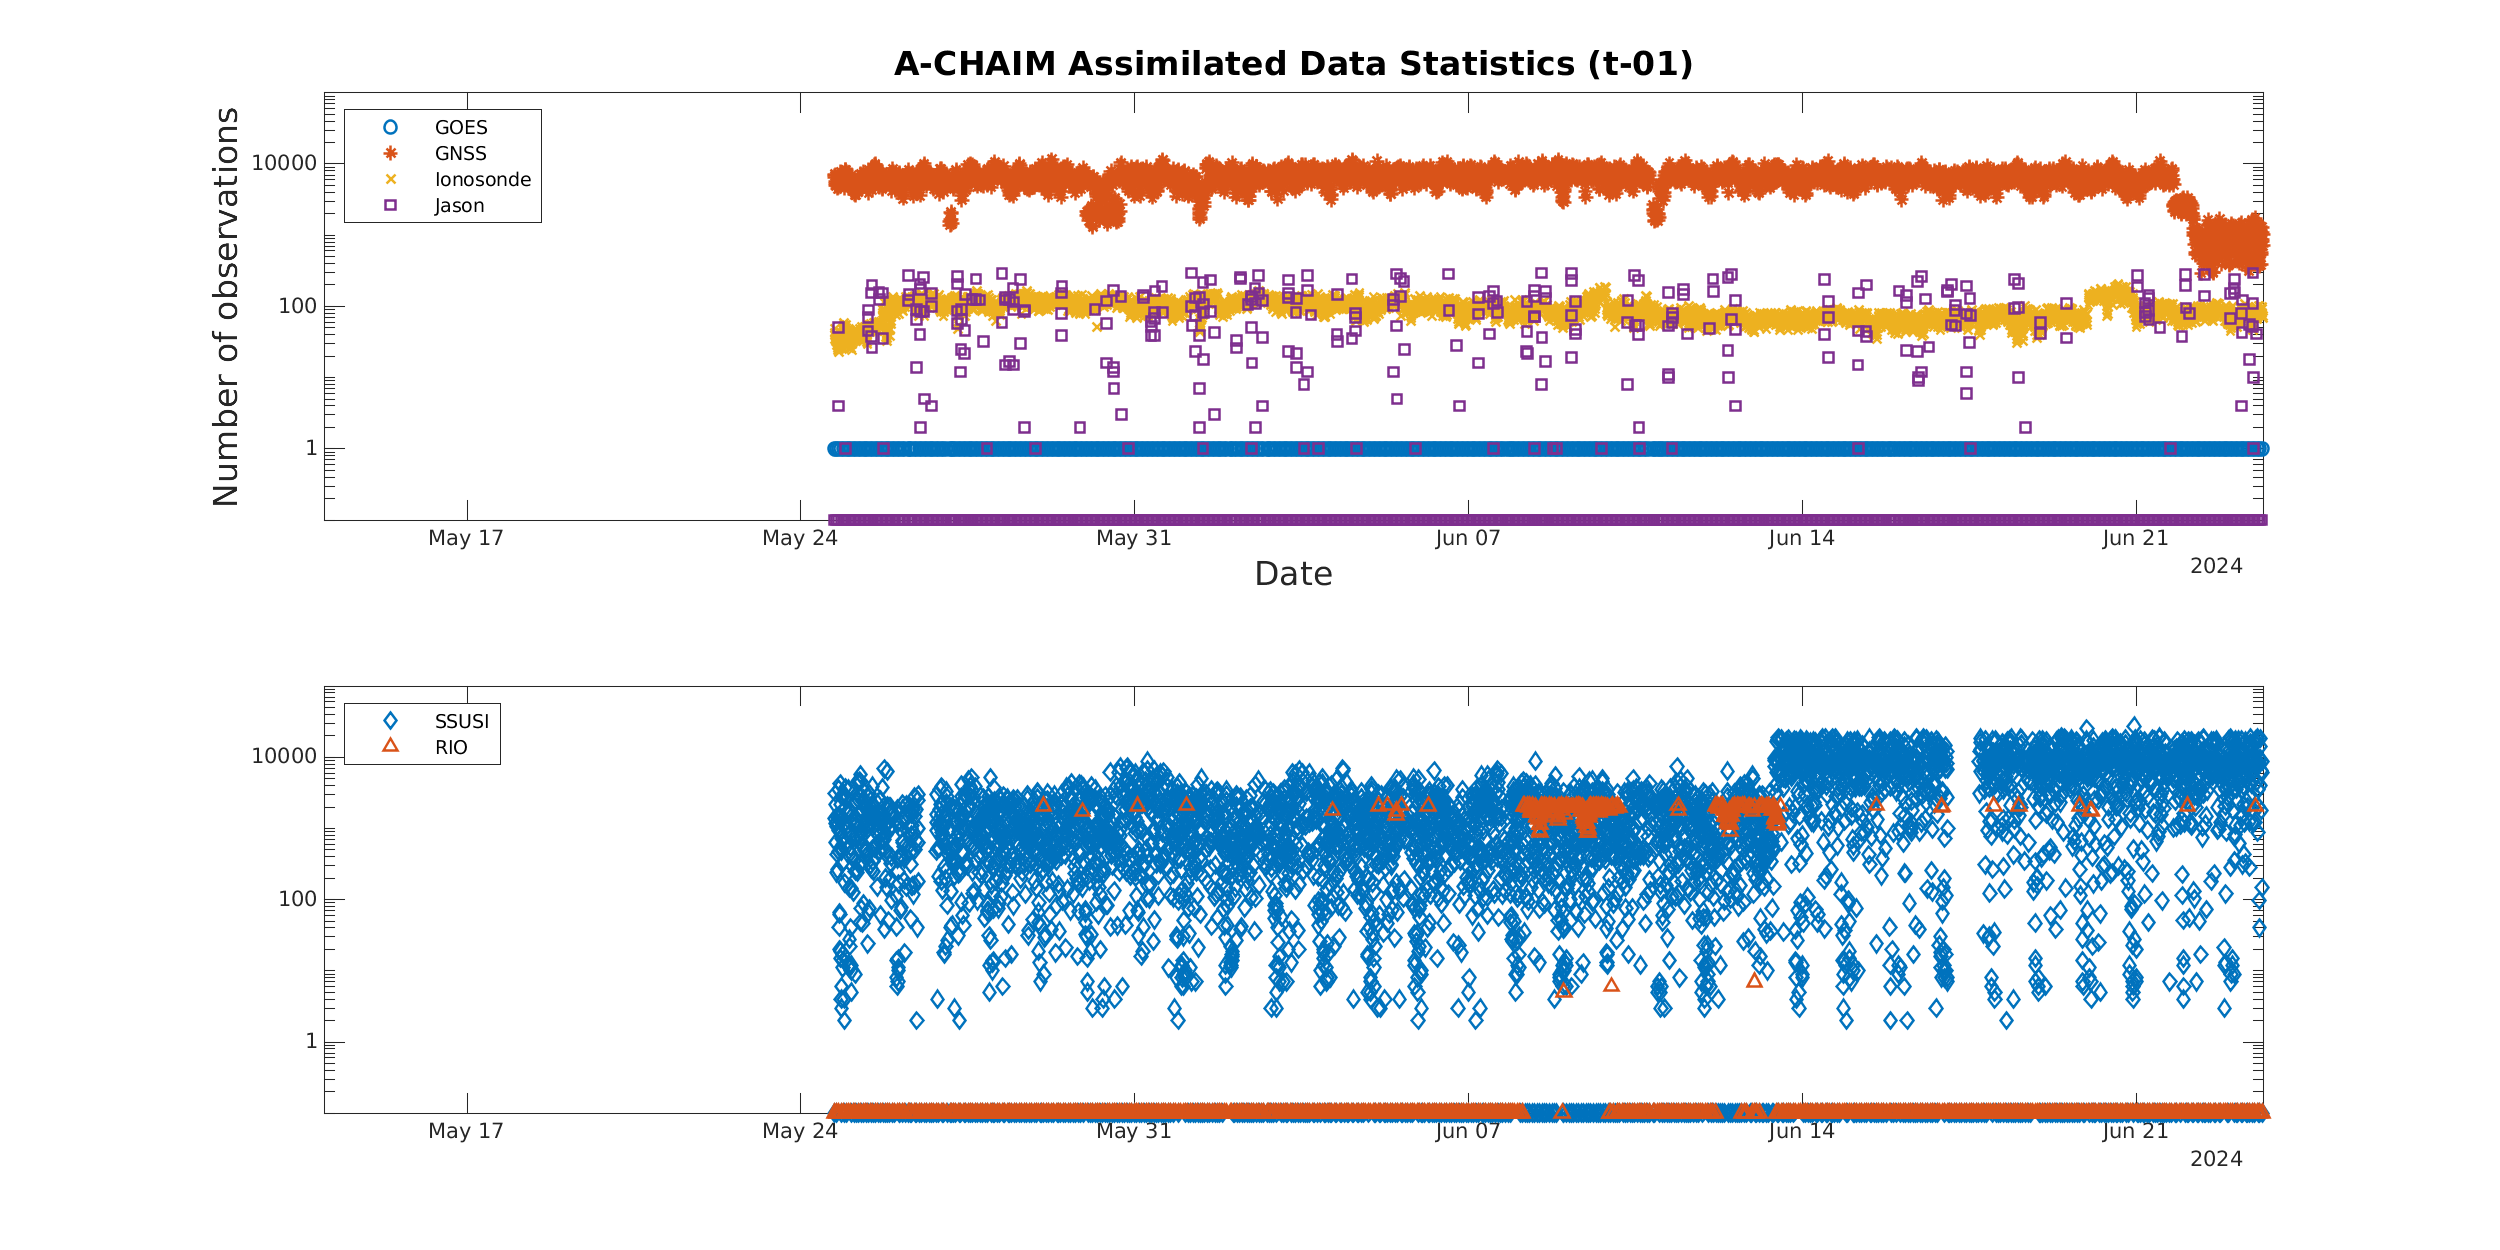 A-CHAIM Assimilated Data Statistics (t-01)
Number of observations
10000
100
1
GOES
GNSS
Ionosonde
Jason
May 17
May 24
May 31
Jun 07
Jun 14
Jun 21
2024
Date
10000
100
1
SSUSI
RIO
May 17
May 24
May 31
Jun 07
Jun 14
Jun 21
2024